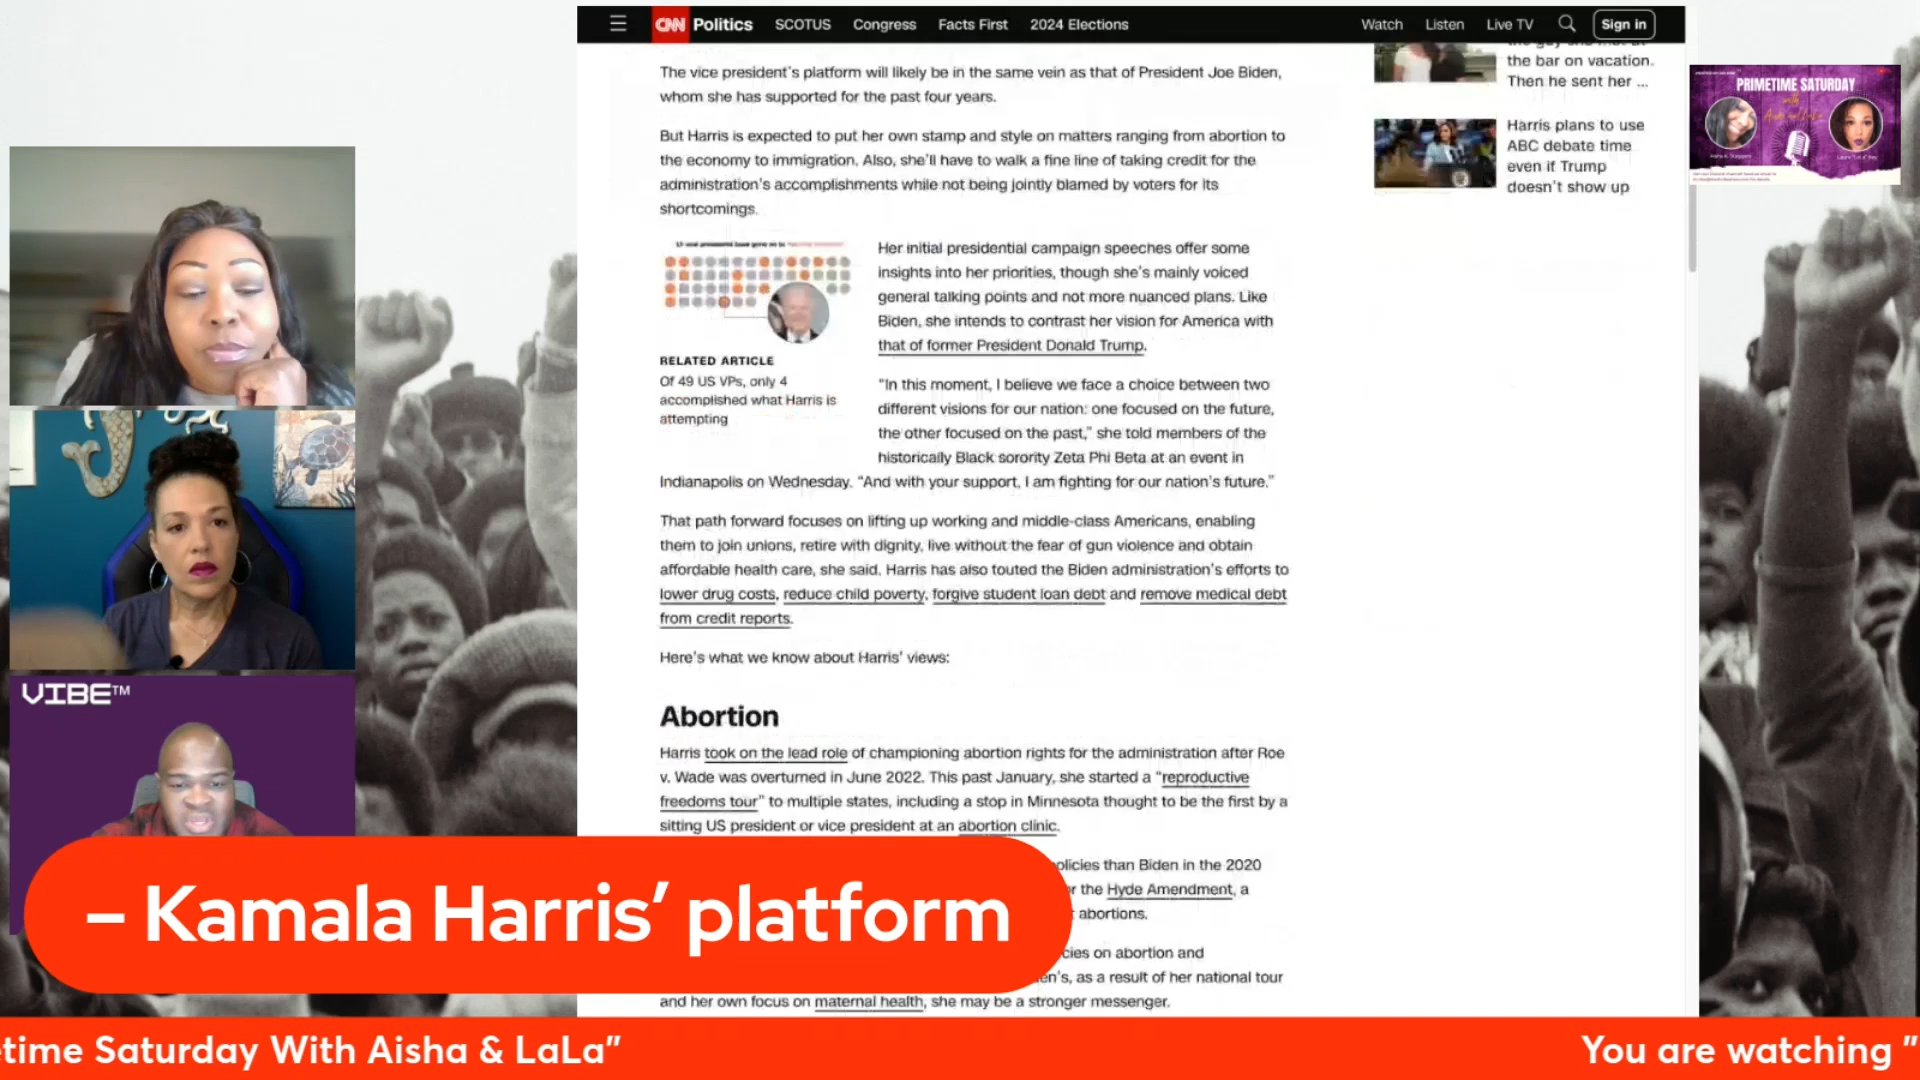 CNN Politics SCOTUS Congress Facts First 2024 Elections Watch Listen Live TV Sign in
The vice president's platform will likely be in the same vein as that of President Joe Biden,
whom she has supported for the past four years.
But Harris is expected to put her own stamp and style on matters ranging from abortion to
the economy to immigration. Also, she'll have to walk a fine line of taking credit for the
administration's accomplishments while not being jointly blamed by voters for its
shortcomings.
Her initial presidential campaign speeches offer some
insights into her priorities, though she's mainly voiced
general talking points and not more nuanced plans. Like
Biden, she intends to contrast her vision for America with
that of former President Donald Trump.
RELATED ARTICLE
Of 49 US VPs, only 4
accomplished what Harris is
attempting
"In this moment, I believe we face a choice between two
different visions for our nation: one focused on the future,
the other focused on the past," she told members of the
historically Black sorority Zeta Phi Beta at an event in
Indianapolis on Wednesday. "And with your support, I am fighting for our nation's future."
That path forward focuses on lifting up working and middle-class Americans, enabling
them to join unions, retire with dignity, live without the fear of gun violence and obtain
affordable health care, she said. Harris has also touted the Biden administration's efforts to
lower drug costs, reduce child poverty, forgive student loan debt and remove medical debt
from credit reports.
Here's what we know about Harris' views:
Abortion
Harris took on the lead role of championing abortion rights for the administration after Roe
v. Wade was overturned in June 2022. This past January, she started a "reproductive
freedoms tour" to multiple states, including a stop in Minnesota thought to be the first by a
sitting US president or vice president at an abortion clinic.
policies than Biden in the 2020
or the Hyde Amendment, a
abortions.
cies on abortion and
en's, as a result of her national tour
and her own focus on maternal health, she may be a stronger messenger.
the bar on vacation.
Then he sent her ...
Harris plans to use
ABC debate time
even if Trump
doesn't show up
PRIMETIME SATURDAY
with
VIBE™
– Kamala Harris' platform
etime Saturday With Aisha & LaLa"
You are watching "